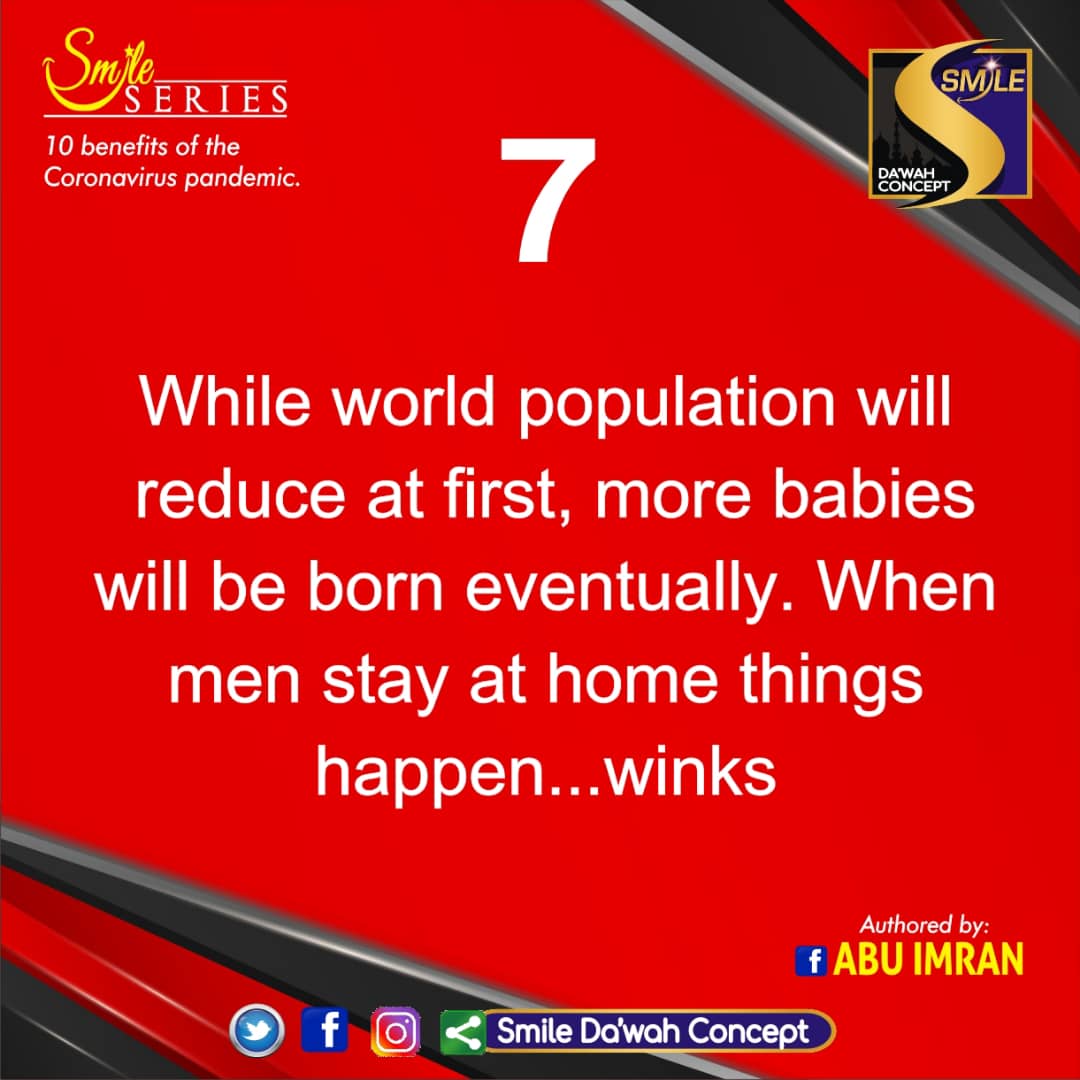 Smile
SERIES
10 benefits of the
Coronavirus pandemic.
SMILE
DA'WAH
CONCEPT
7
While world population will
reduce at first, more babies
will be born eventually. When
men stay at home things
happen...winks
Authored by:
ABU IMRAN
Smile Da'wah Concept